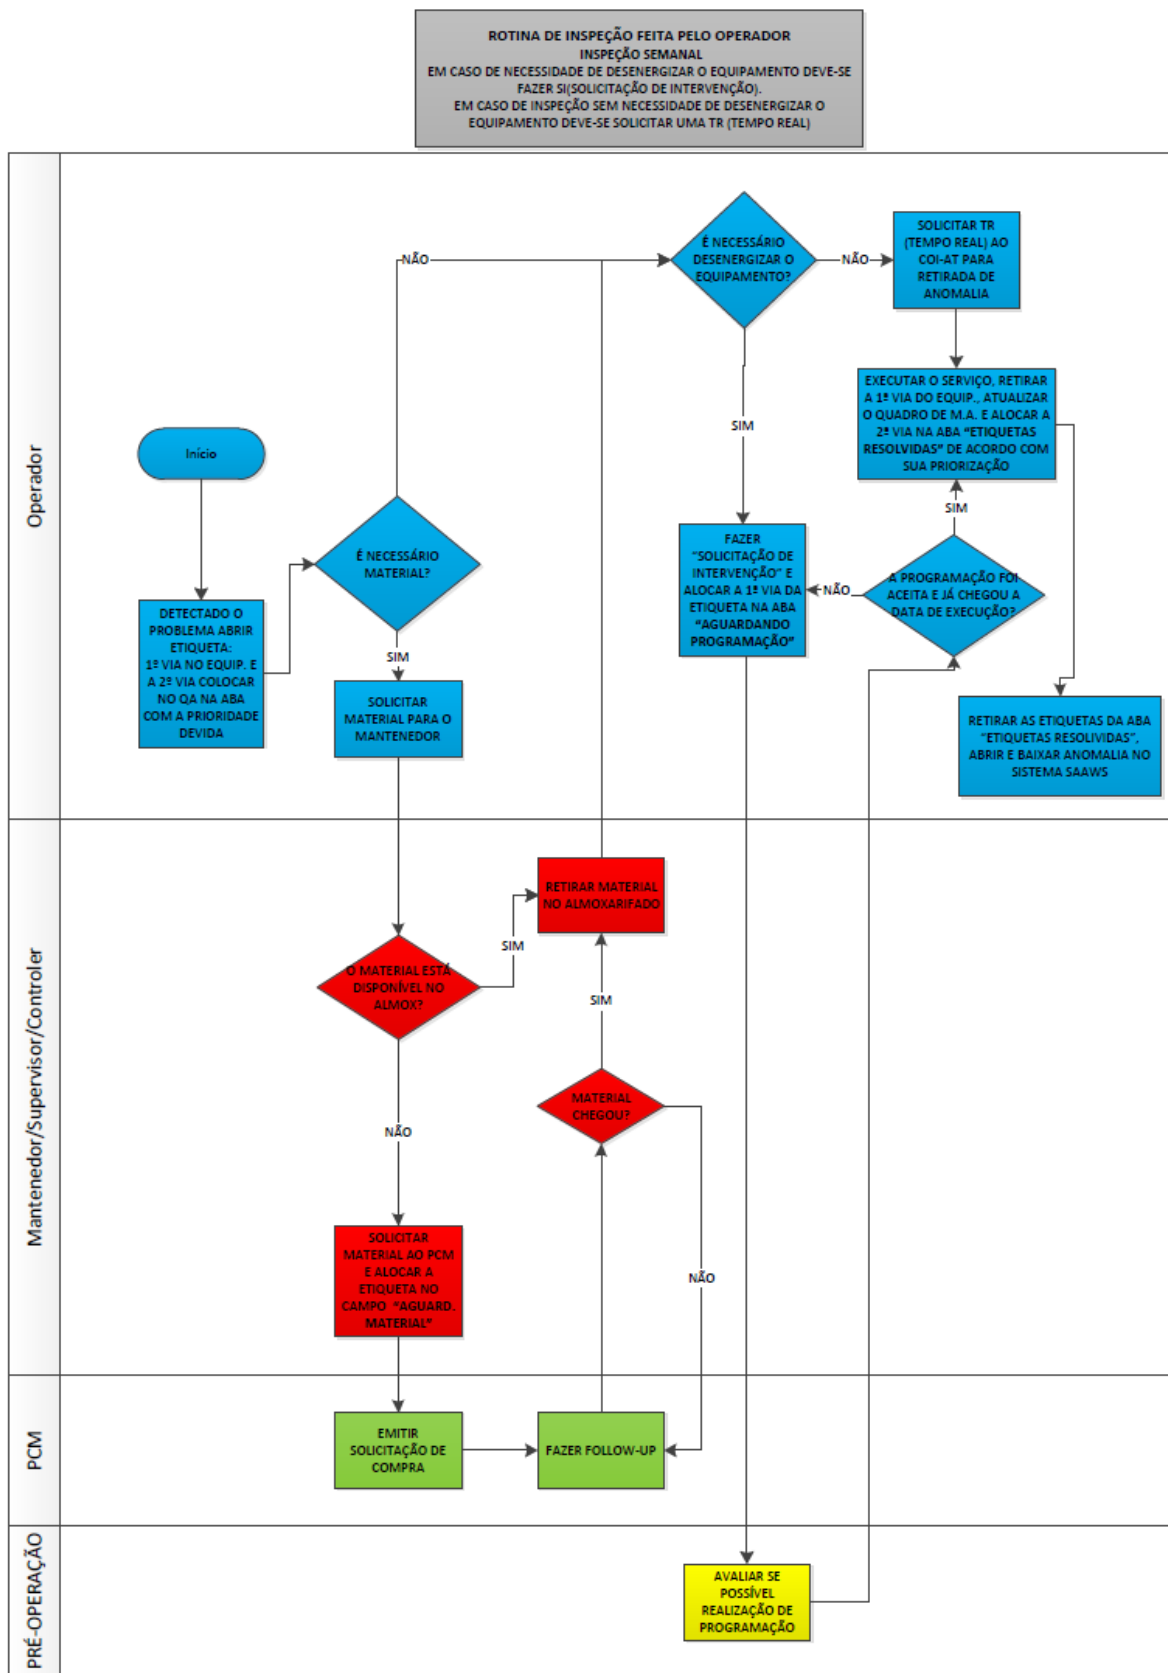 ROTINA DE INSPEÇÃO FEITA PELO OPERADOR
INSPEÇÃO SEMANAL
EM CASO DE NECESSIDADE DE DESENERGIZAR O EQUIPAMENTO DEVE-SE
FAZER SI(SOLICITAÇÃO DE INTERVENÇÃO).
EM CASO DE INSPEÇÃO SEM NECESSIDADE DE DESENERGIZAR O
EQUIPAMENTO DEVE-SE SOLICITAR UMA TR (TEMPO REAL)
Operador
Início
DETECTADO O
PROBLEMA ABRIR
ETIQUETA:
1ª VIA NO EQUIP. E
A 2ª VIA COLOCAR
NO QA NA ABA
COM A PRIORIDADE
DEVIDA
É NECESSÁRIO
MATERIAL?
NÃO
SIM
SOLICITAR
MATERIAL PARA O
MANTENEDOR
É NECESSÁRIO
DESENERGIZAR O
EQUIPAMENTO?
NÃO
SIM
SOLICITAR TR
(TEMPO REAL) AO
COI-AT PARA
RETIRADA DE
ANOMALIA
EXECUTAR O SERVIÇO, RETIRAR
A 1ª VIA DO EQUIP., ATUALIZAR
O QUADRO DE M.A. E ALOCAR A
2ª VIA NA ABA "ETIQUETAS
RESOLVIDAS" DE ACORDO COM
SUA PRIORIZAÇÃO
SIM
FAZER
"SOLICITAÇÃO DE
INTERVENÇÃO" E
ALOCAR A 1ª VIA DA
ETIQUETA NA ABA
"AGUARDANDO
PROGRAMAÇÃO"
NÃO
A PROGRAMAÇÃO FOI
ACEITA E JÁ CHEGOU A
DATA DE EXECUÇÃO?
RETIRAR AS ETIQUETAS DA ABA
"ETIQUETAS RESOLIVIDAS",
ABRIR E BAIXAR ANOMALIA NO
SISTEMA SAAWS
Mantenedor/Supervisor/Controler
RETIRAR MATERIAL
NO ALMOXARIFADO
SIM
O MATERIAL ESTÁ
DISPONÍVEL NO
ALMOX?
SIM
MATERIAL
CHEGOU?
NÃO
SOLICITAR
MATERIAL AO PCM
E ALOCAR A
ETIQUETA NO
CAMPO "AGUARD.
MATERIAL"
NÃO
PCM
EMITIR
SOLICITAÇÃO DE
COMPRA
FAZER FOLLOW-UP
PRÉ-OPERAÇÃO
AVALIAR SE
POSSÍVEL
REALIZAÇÃO DE
PROGRAMAÇÃO